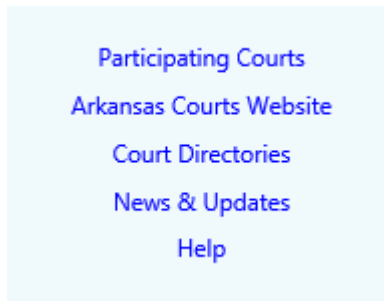 Participating Courts
Arkansas Courts Website
Court Directories
News & Updates
Help